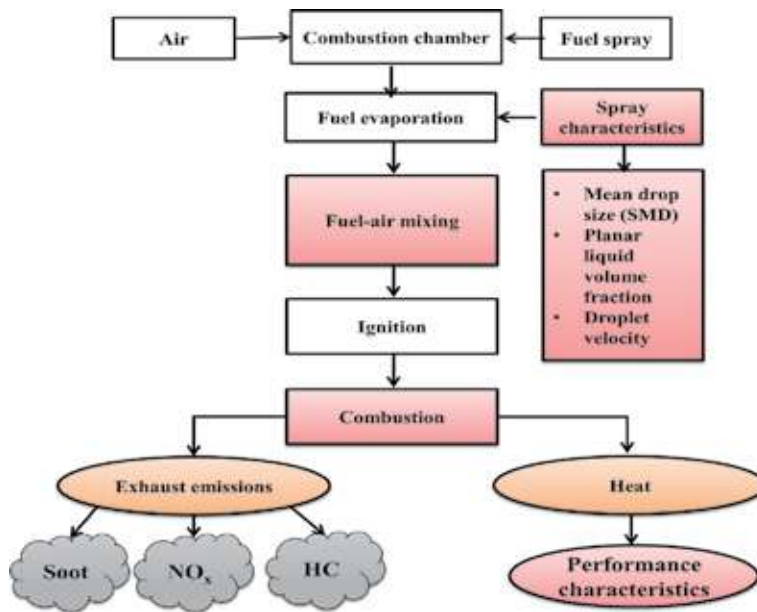 Air
Combustion chamber
Fuel spray
Fuel evaporation
Spray
characteristics
Fuel-air mixing
• Mean drop
size (SMD)
• Planar
liquid
volume
fraction
• Droplet
velocity
Ignition
Combustion
Exhaust emissions
Heat
Soot
NOx
HC
Performance
characteristics